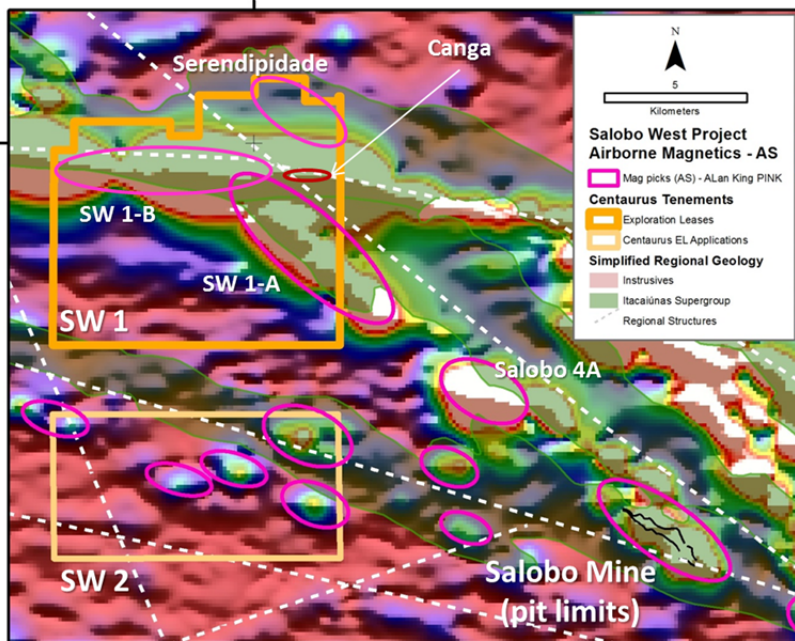 Serendipidade
Canga
SW 1-B
SW 1-A
SW 1
Salobo 4A
SW 2
Salobo Mine
(pit limits)
N
5
Kilometers
Salobo West Project
Airborne Magnetics - AS
Mag picks (AS) - ALan King PINK
Centaurus Tenements
Exploration Leases
Centaurus EL Applications
Simplified Regional Geology
Instrusives
Itacaiúnas Supergroup
Regional Structures